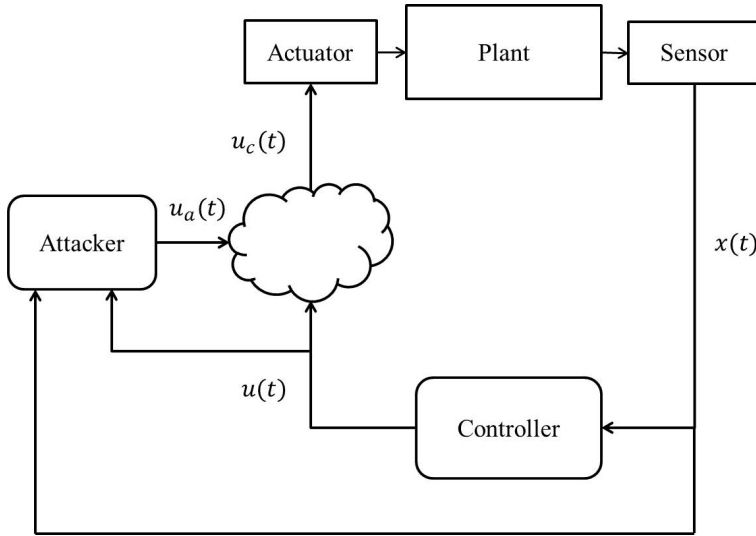 Actuator
Plant
Sensor
u_c(t)
u_a(t)
Attacker
x(t)
u(t)
Controller